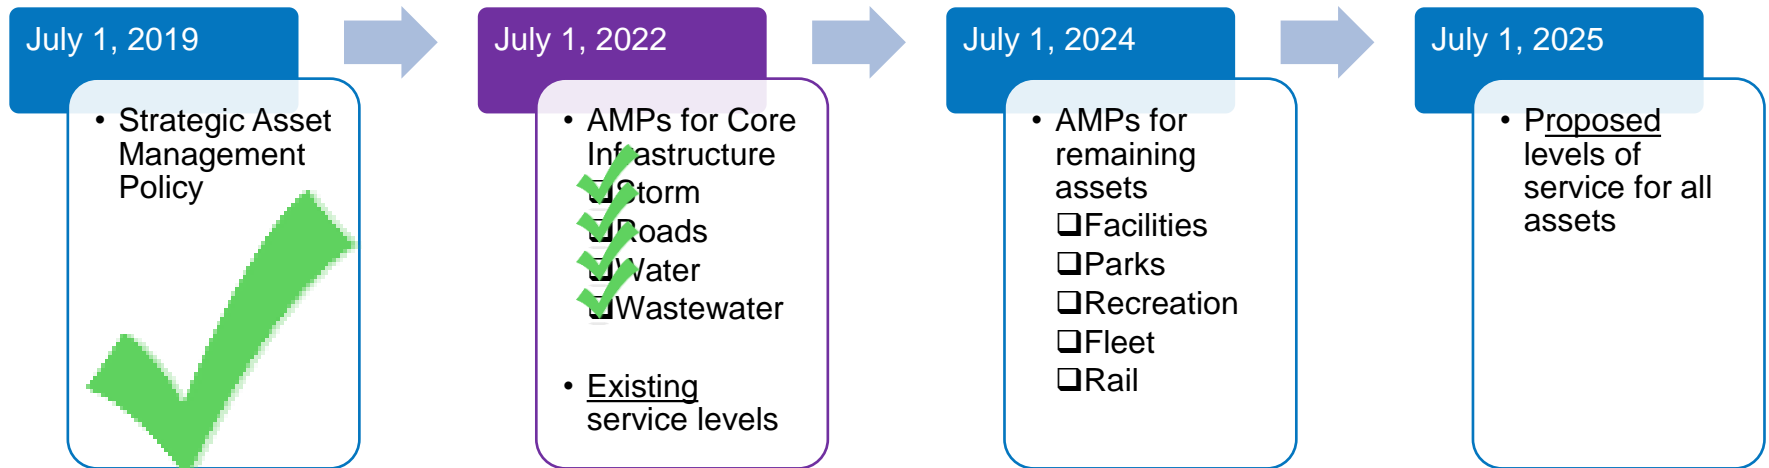 July 1, 2019
• Strategic Asset
Management
Policy
July 1, 2022
• AMPs for Core
Infrastructure
❑Storm
❑Roads
❑Water
❑Wastewater
• Existing
service levels
July 1, 2024
• AMPs for
remaining
assets
❑Facilities
❑Parks
❑Recreation
❑Fleet
❑Rail
July 1, 2025
• Proposed
levels of
service for all
assets